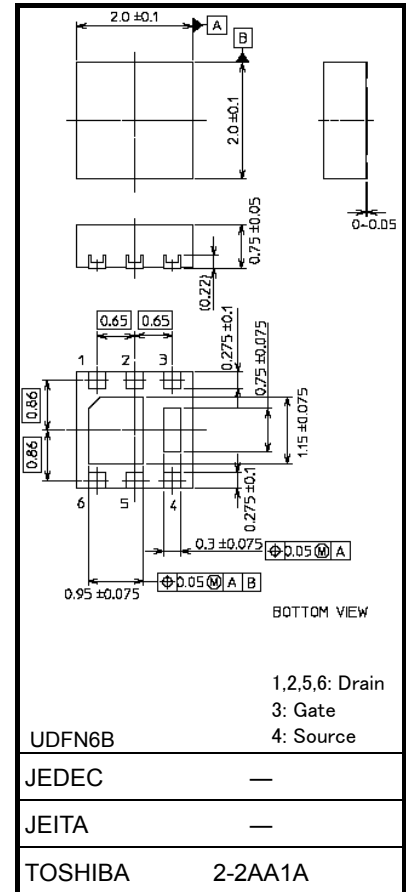 2.0 ±0.1
A
B
2.0 ±0.1
0~0.05
0.75 ±0.05
(0.22)
0.65 0.65
0.275 ±0.1
0.75 ±0.075
1 2 3
0.86
0.86
1.15 ±0.075
6 5 4
0.275 ±0.1
0.3 ±0.075
⌖ 0.05 Ⓜ A
0.95 ±0.075
⌖ 0.05 Ⓜ A B
BOTTOM VIEW
1,2,5,6: Drain
3: Gate
4: Source
UDFN6B
JEDEC —
JEITA —
TOSHIBA 2-2AA1A